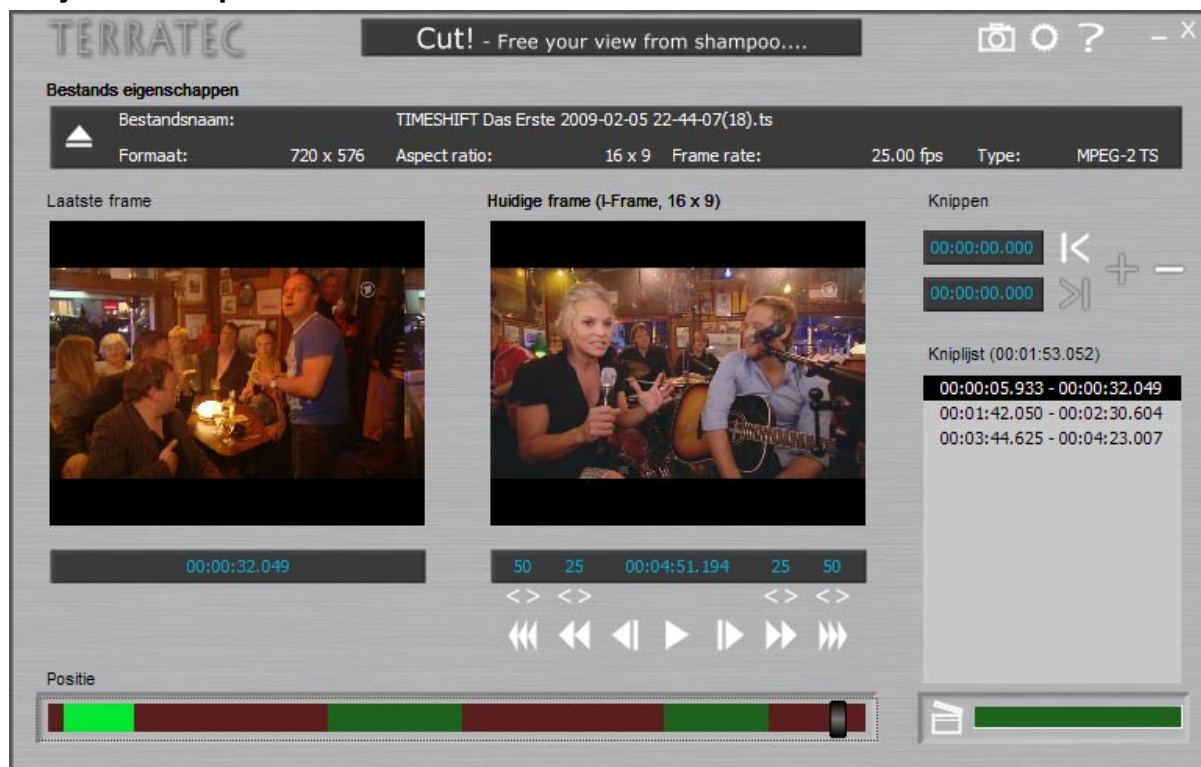 TERRATEC
Cut! - Free your view from shampoo....
?
X
Bestands eigenschappen
Bestandsnaam: TIMESHIFT Das Erste 2009-02-05 22-44-07(18).ts
Formaat: 720 x 576 Aspect ratio: 16 x 9 Frame rate: 25.00 fps Type: MPEG-2 TS
Laatste frame
Huidige frame (I-Frame, 16 x 9)
Knippen
00:00:00.000
00:00:00.000
Kniplijst (00:01:53.052)
00:00:05.933 - 00:00:32.049
00:01:42.050 - 00:02:30.604
00:03:44.625 - 00:04:23.007
00:00:32.049
50 25 00:04:51.194 25 50
<> <> <> <>
Positie